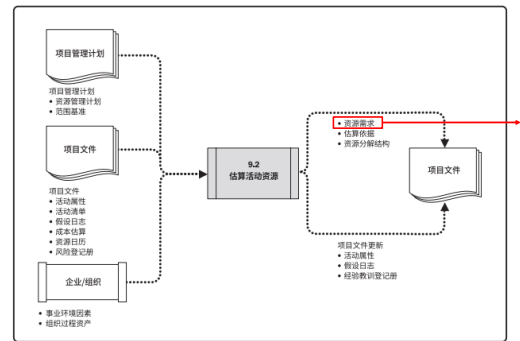 项目管理计划
项目管理计划
• 资源管理计划
• 范围基准
项目文件
项目文件
• 活动属性
• 活动清单
• 假设日志
• 成本估算
• 资源日历
• 风险登记册
企业/组织
• 事业环境因素
• 组织过程资产
9.2
估算活动资源
• 资源需求
• 估算依据
• 资源分解结构
项目文件
项目文件更新
• 活动属性
• 假设日志
• 经验教训登记册